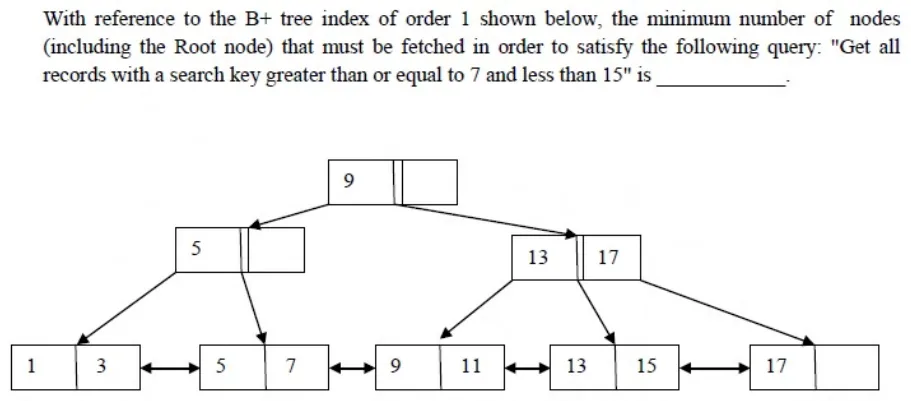 With reference to the B+ tree index of order 1 shown below, the minimum number of nodes
(including the Root node) that must be fetched in order to satisfy the following query: "Get all
records with a search key greater than or equal to 7 and less than 15" is ____________.
9
5
13 17
1 3 5 7 9 11 13 15 17